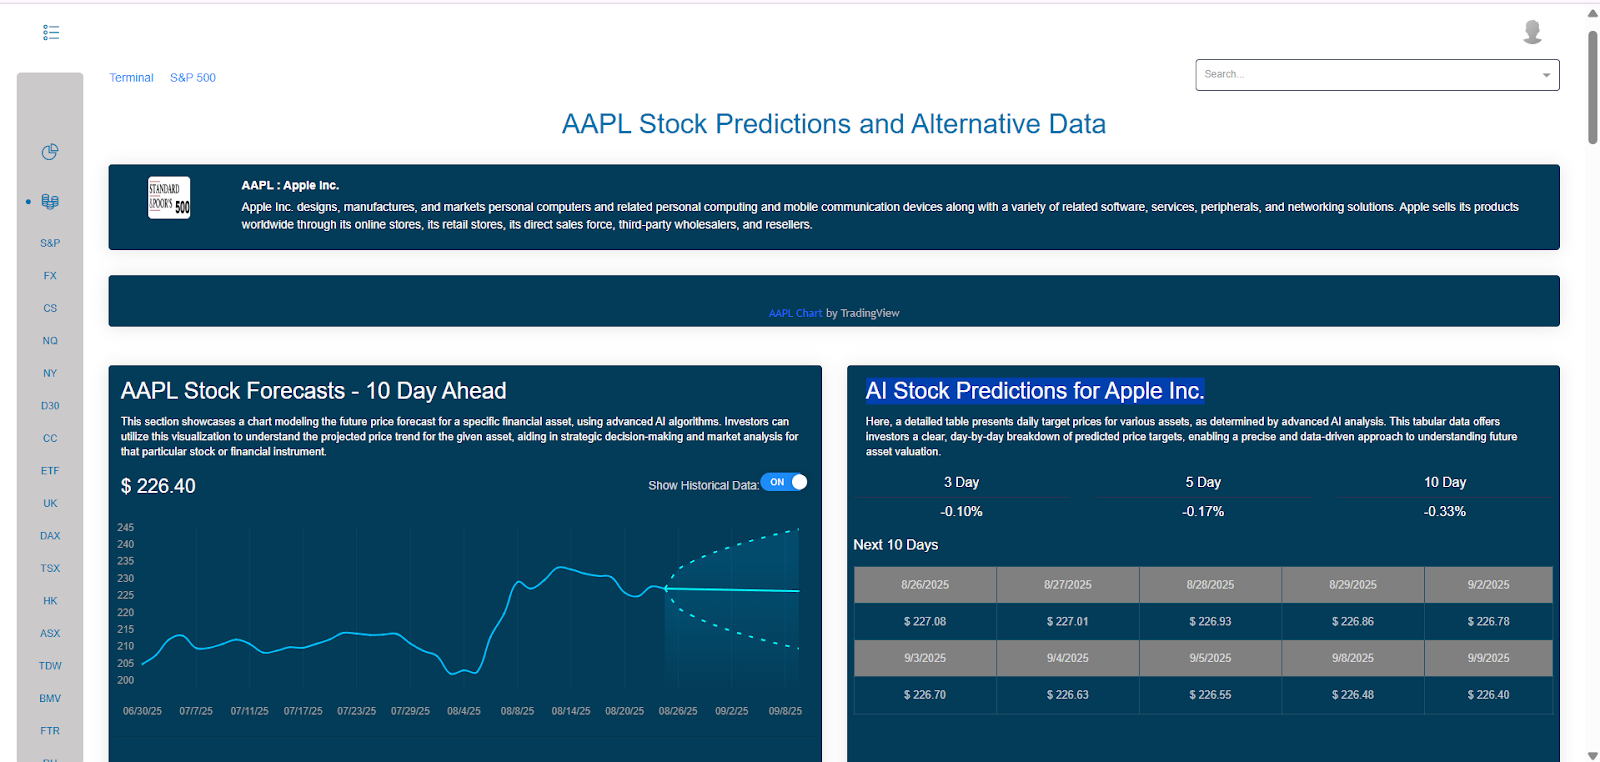 Terminal S&P 500
Search...
AAPL Stock Predictions and Alternative Data
STANDARD
&POOR'S 500
AAPL : Apple Inc.
Apple Inc. designs, manufactures, and markets personal computers and related personal computing and mobile communication devices along with a variety of related software, services, peripherals, and networking solutions. Apple sells its products
worldwide through its online stores, its retail stores, its direct sales force, third-party wholesalers, and resellers.
AAPL Chart by TradingView
S&P
FX
CS
NQ
NY
D30
CC
ETF
UK
DAX
TSX
HK
ASX
TDW
BMV
FTR
AAPL Stock Forecasts - 10 Day Ahead
This section showcases a chart modeling the future price forecast for a specific financial asset, using advanced AI algorithms. Investors can
utilize this visualization to understand the projected price trend for the given asset, aiding in strategic decision-making and market analysis for
that particular stock or financial instrument.
$ 226.40
Show Historical Data: ON
245
240
235
230
225
220
215
210
205
200
06/30/25 07/7/25 07/11/25 07/17/25 07/23/25 07/29/25 08/4/25 08/8/25 08/14/25 08/20/25 08/26/25 09/2/25 09/8/25
AI Stock Predictions for Apple Inc.
Here, a detailed table presents daily target prices for various assets, as determined by advanced AI analysis. This tabular data offers
investors a clear, day-by-day breakdown of predicted price targets, enabling a precise and data-driven approach to understanding future
asset valuation.
3 Day 5 Day 10 Day
-0.10% -0.17% -0.33%
Next 10 Days
8/26/2025 8/27/2025 8/28/2025 8/29/2025 9/2/2025
$ 227.08 $ 227.01 $ 226.93 $ 226.86 $ 226.78
9/3/2025 9/4/2025 9/5/2025 9/8/2025 9/9/2025
$ 226.70 $ 226.63 $ 226.55 $ 226.48 $ 226.40